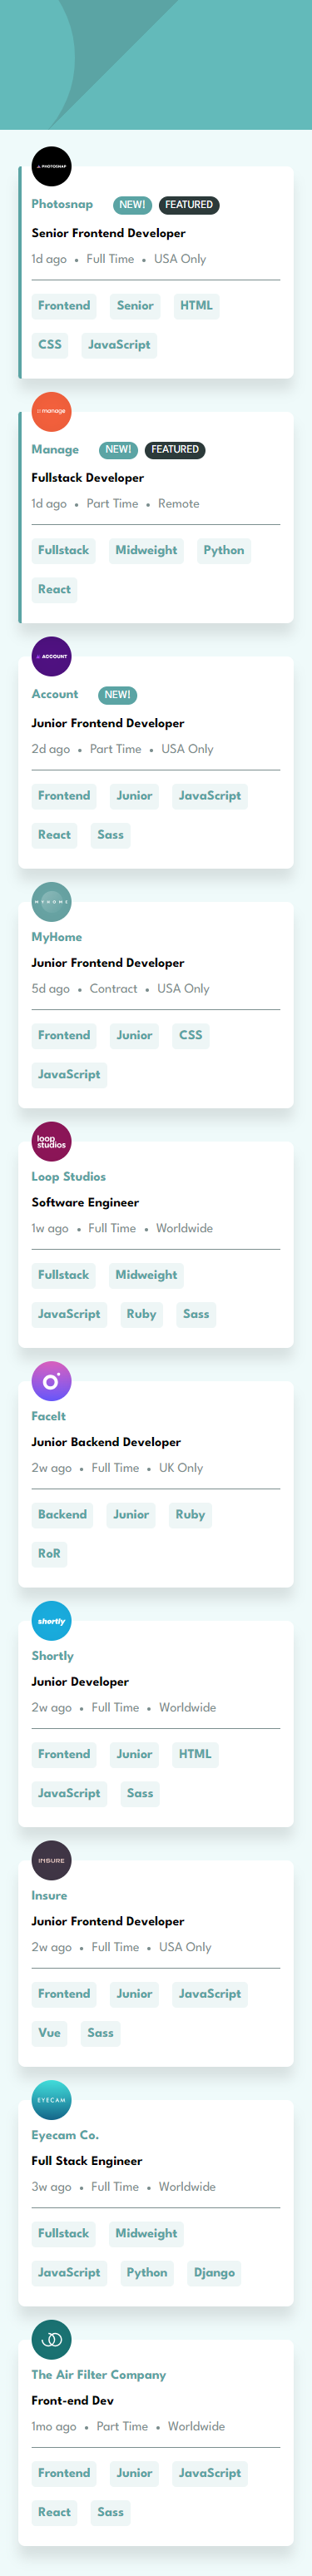 PHOTOSNAP
Photosnap NEW! FEATURED
Senior Frontend Developer
1d ago • Full Time • USA Only
Frontend Senior HTML
CSS JavaScript
manage
Manage NEW! FEATURED
Fullstack Developer
1d ago • Part Time • Remote
Fullstack Midweight Python
React
ACCOUNT
Account NEW!
Junior Frontend Developer
2d ago • Part Time • USA Only
Frontend Junior JavaScript
React Sass
MYHOME
MyHome
Junior Frontend Developer
5d ago • Contract • USA Only
Frontend Junior CSS
JavaScript
loop
studios
Loop Studios
Software Engineer
1w ago • Full Time • Worldwide
Fullstack Midweight
JavaScript Ruby Sass
FaceIt
Junior Backend Developer
2w ago • Full Time • UK Only
Backend Junior Ruby
RoR
shortly
Shortly
Junior Developer
2w ago • Full Time • Worldwide
Frontend Junior HTML
JavaScript Sass
INSURE
Insure
Junior Frontend Developer
2w ago • Full Time • USA Only
Frontend Junior JavaScript
Vue Sass
EYECAM
Eyecam Co.
Full Stack Engineer
3w ago • Full Time • Worldwide
Fullstack Midweight
JavaScript Python Django
The Air Filter Company
Front-end Dev
1mo ago • Part Time • Worldwide
Frontend Junior JavaScript
React Sass